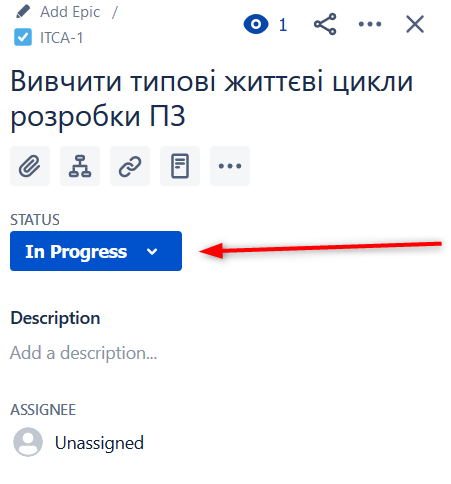 Add Epic /
ITCA-1
1
Вивчити типові життєві цикли
розробки ПЗ
STATUS
In Progress
Description
Add a description...
ASSIGNEE
Unassigned